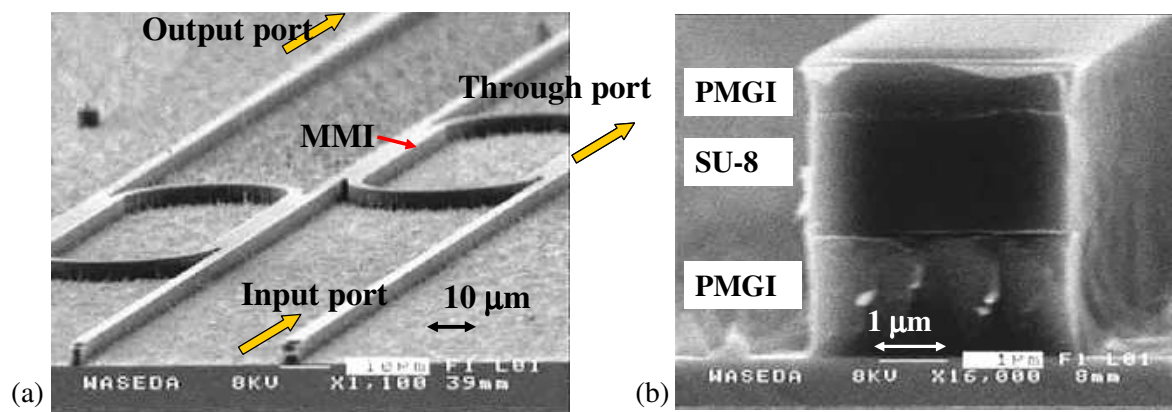 Output port
Through port
MMI
Input port
10 μm
10μm F1 L01
WASEDA 8KV X1,100 39mm
(a)
PMGI
SU-8
PMGI
1 μm
1μm F1 L01
WASEDA 8KV X16,000 8mm
(b)